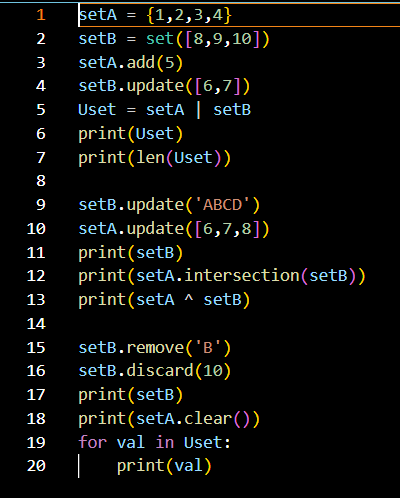 1 setA = {1,2,3,4}
2 setB = set([8,9,10])
3 setA.add(5)
4 setB.update([6,7])
5 Uset = setA | setB
6 print(Uset)
7 print(len(Uset))
8
9 setB.update('ABCD')
10 setA.update([6,7,8])
11 print(setB)
12 print(setA.intersection(setB))
13 print(setA ^ setB)
14
15 setB.remove('B')
16 setB.discard(10)
17 print(setB)
18 print(setA.clear())
19 for val in Uset:
20     print(val)